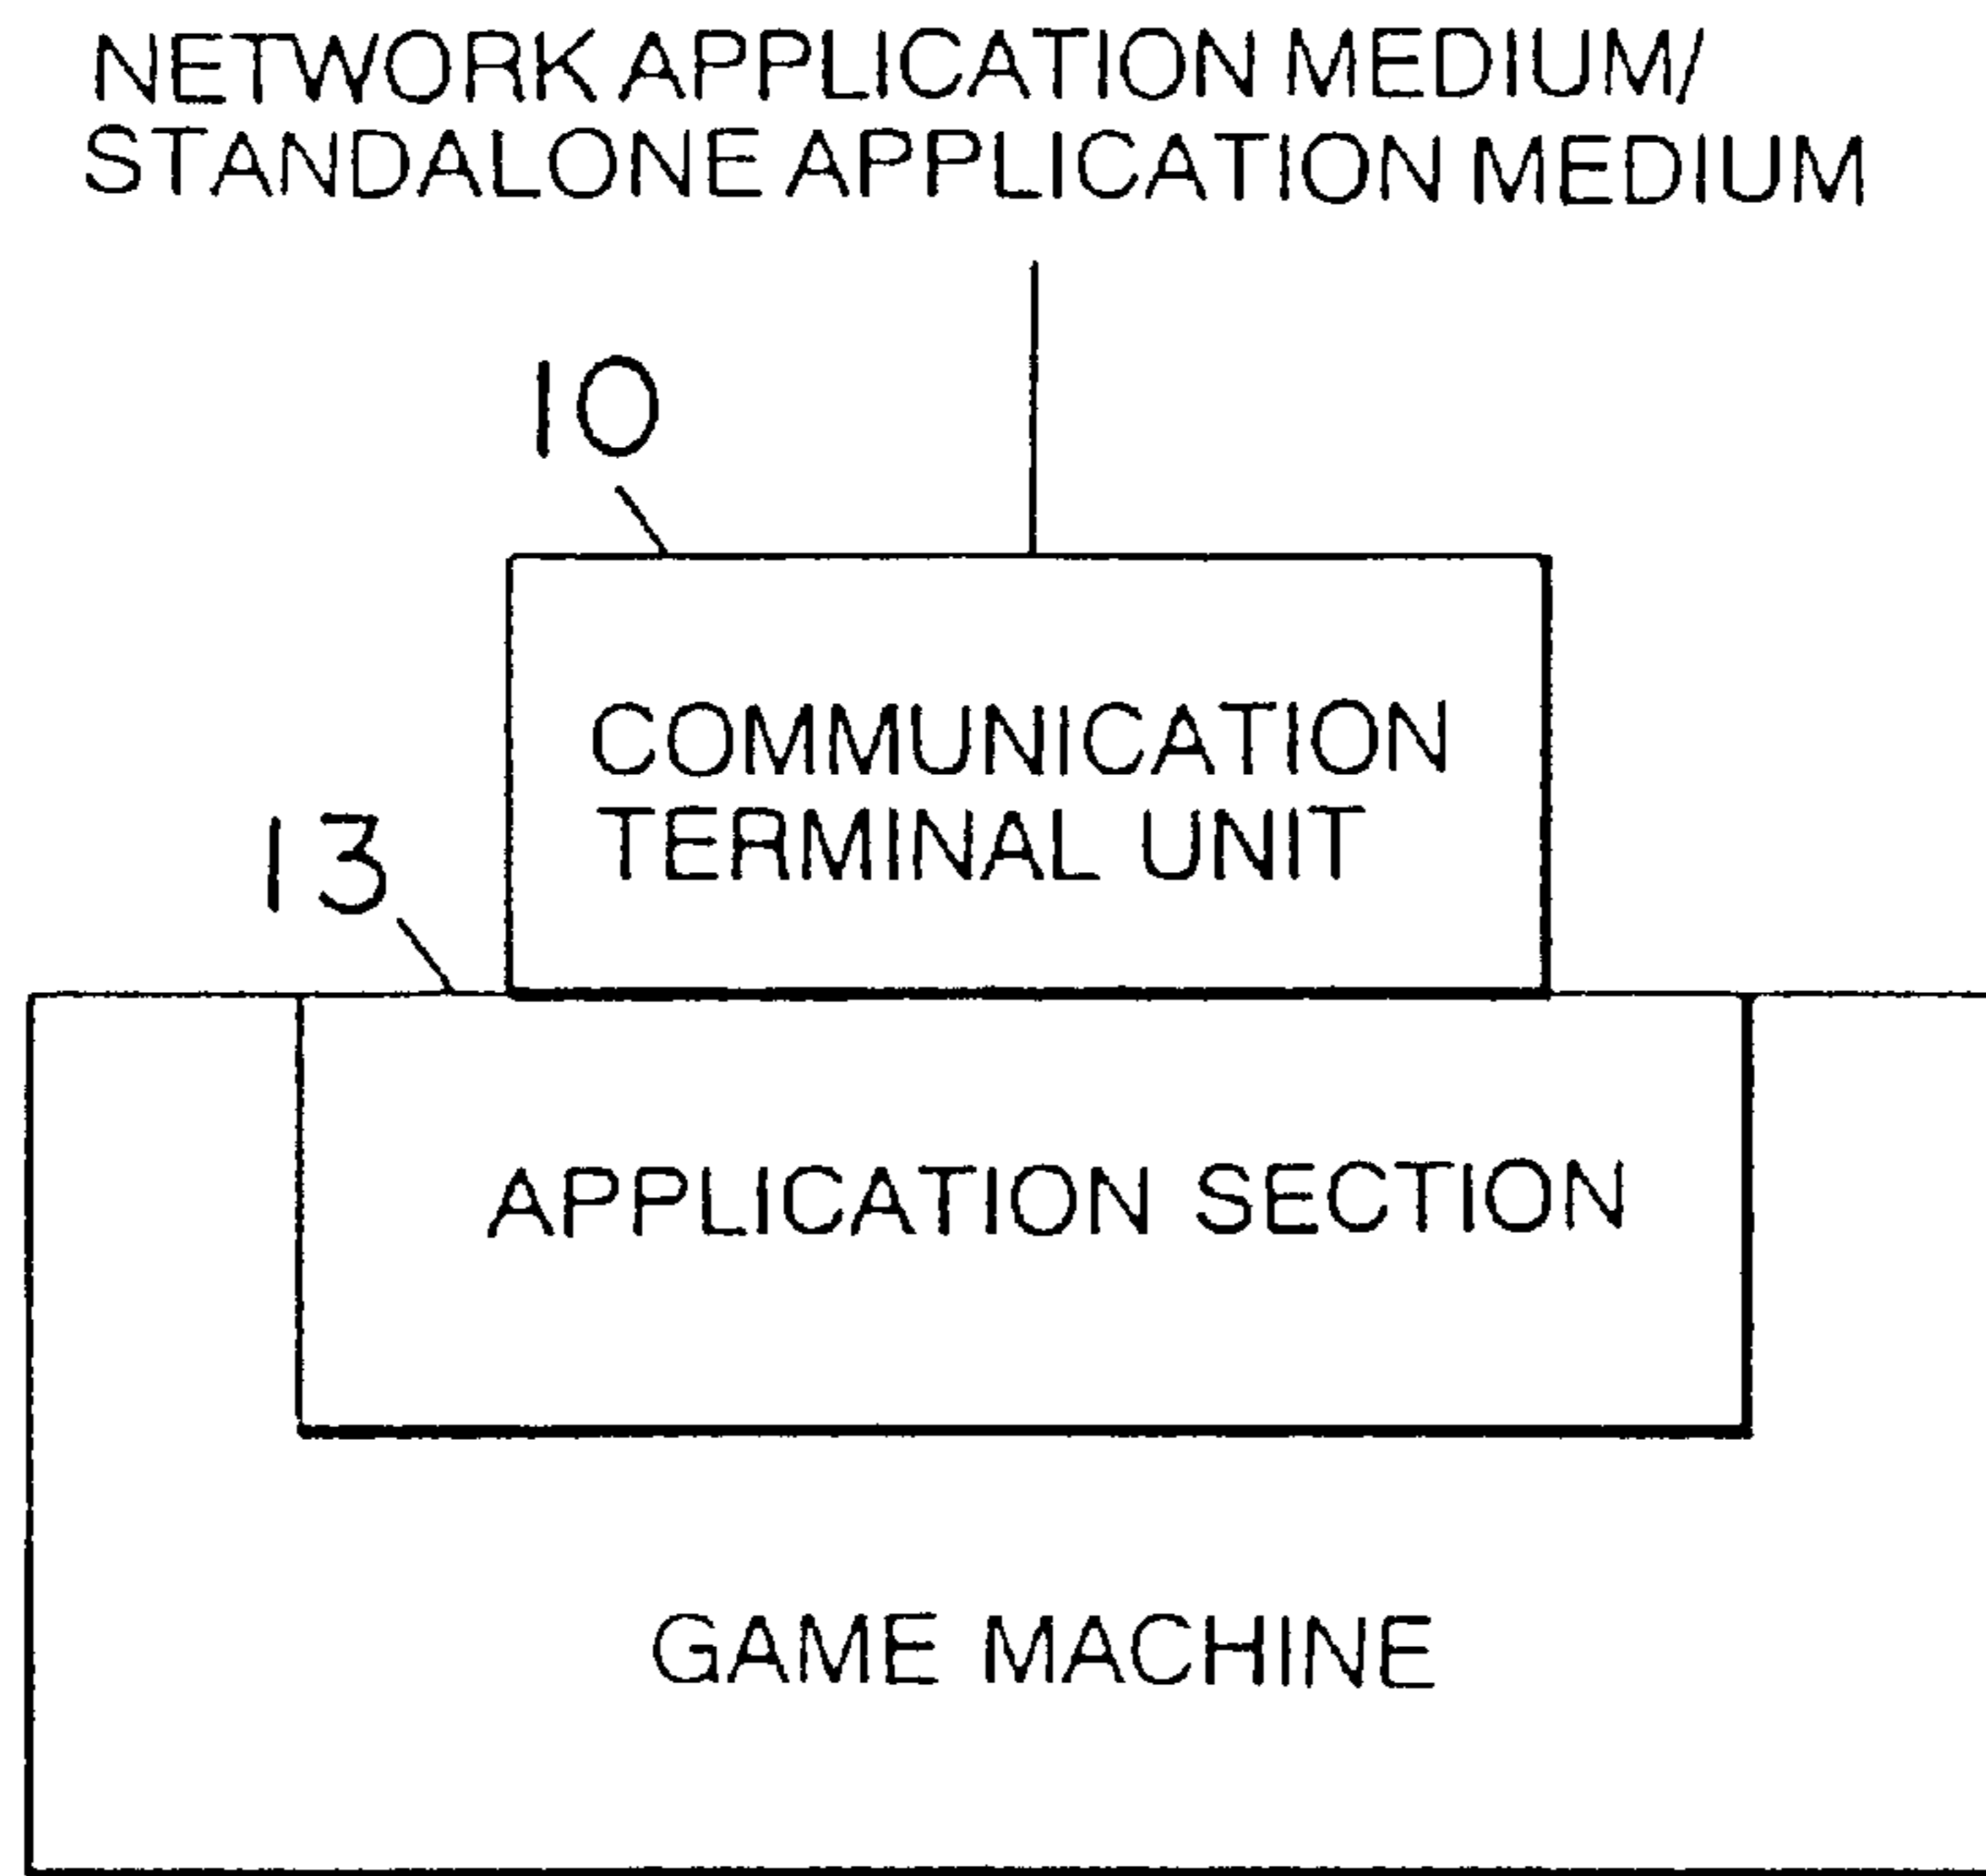 NETWORK APPLICATION MEDIUM/
STANDALONE APPLICATION MEDIUM
10
COMMUNICATION
TERMINAL UNIT
13
APPLICATION SECTION
GAME MACHINE